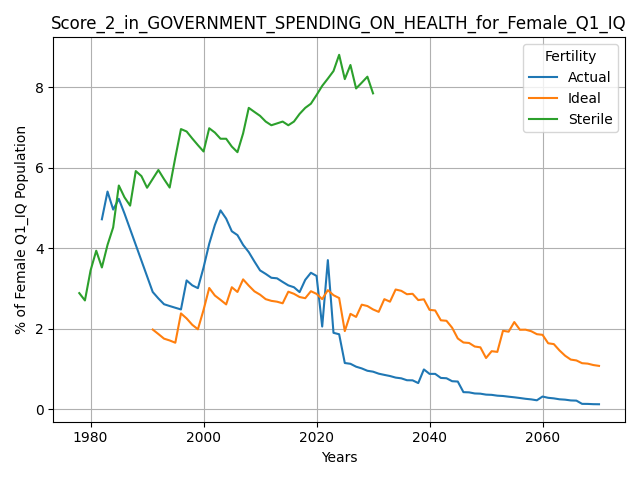 Score_2_in_GOVERNMENT_SPENDING_ON_HEALTH_for_Female_Q1_IQ
Fertility
Actual
Ideal
Sterile
% of Female Q1_IQ Population
8
6
4
2
0
1980
2000
2020
2040
2060
Years